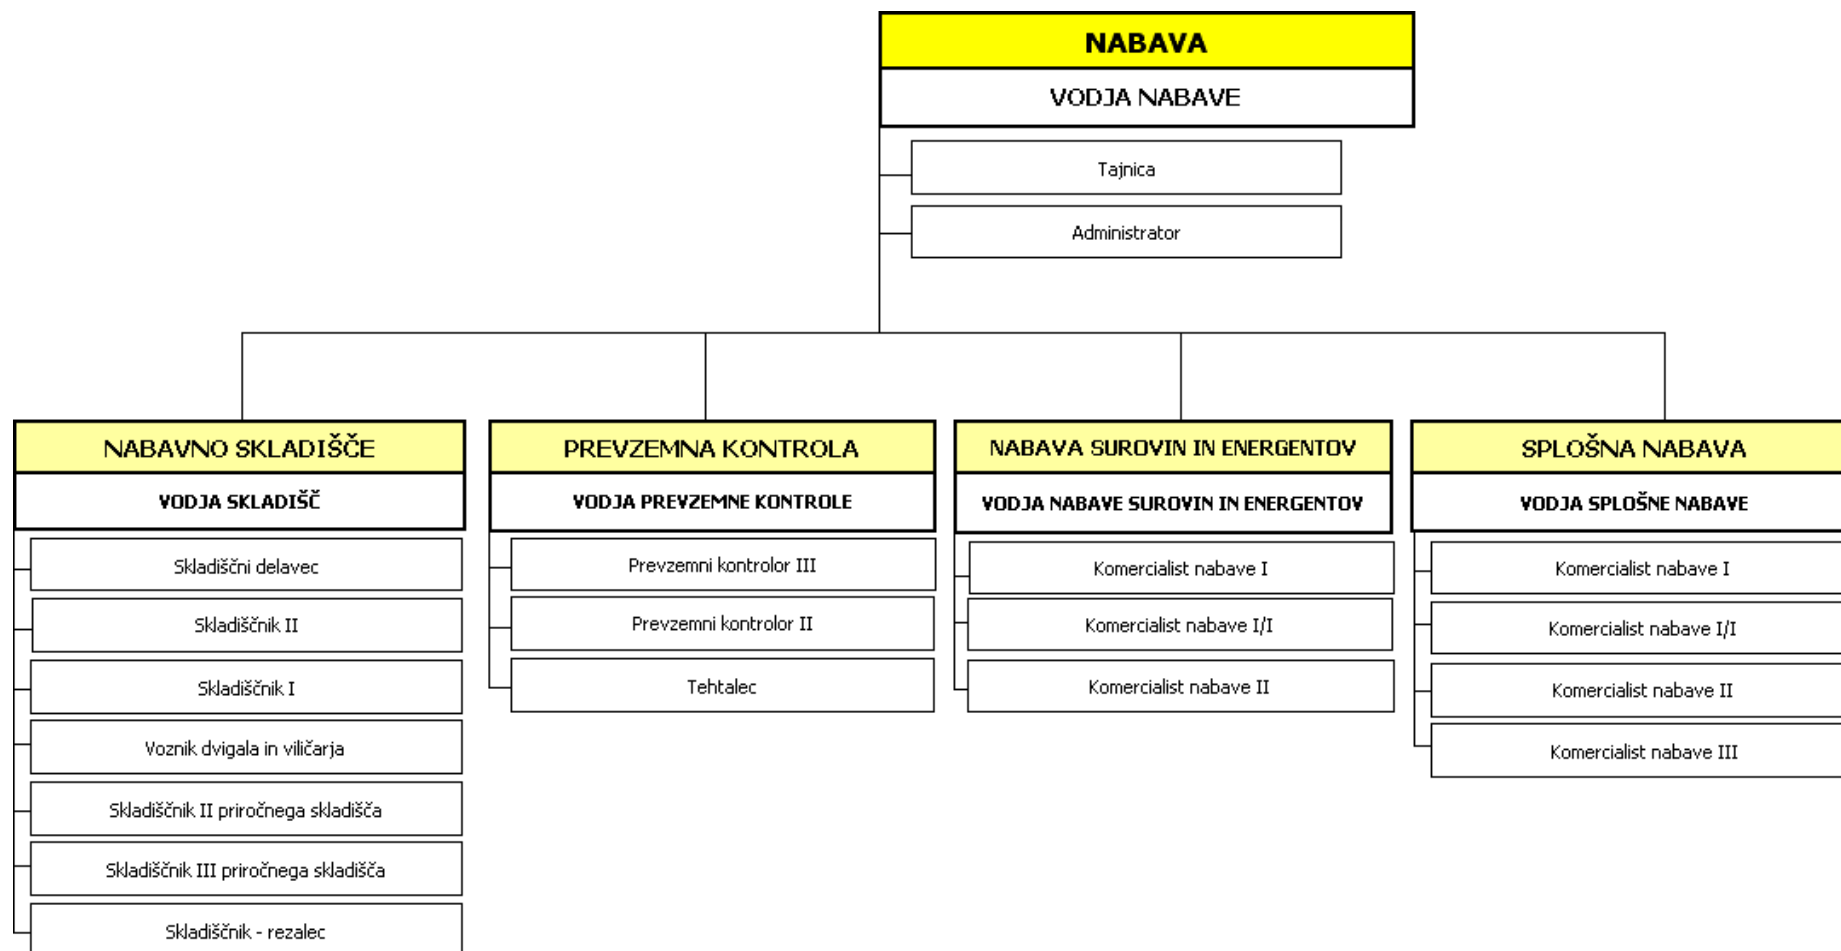 NABAVA
VODJA NABAVE
Tajnica
Administrator
NABAVNO SKLADIŠČE
VODJA SKLADIŠČ
Skladiščni delavec
Skladiščnik II
Skladiščnik I
Voznik dvigala in viličarja
Skladiščnik II priročnega skladišča
Skladiščnik III priročnega skladišča
Skladiščnik - rezalec
PREVZEMNA KONTROLA
VODJA PREVZEMNE KONTROLE
Prevzemni kontrolor III
Prevzemni kontrolor II
Tehtalec
NABAVA SUROVIN IN ENERGENTOV
VODJA NABAVE SUROVIN IN ENERGENTOV
Komercialist nabave I
Komercialist nabave I/I
Komercialist nabave II
SPLOŠNA NABAVA
VODJA SPLOŠNE NABAVE
Komercialist nabave I
Komercialist nabave I/I
Komercialist nabave II
Komercialist nabave III